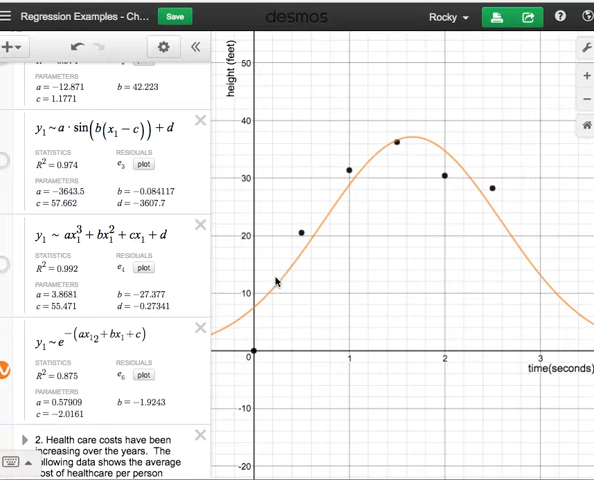 Regression Examples - Ch...
Save
desmos
Rocky
PARAMETERS
a = −12.871 b = 42.223
c = 1.1771
y₁ ~ a · sin(b(x₁ − c)) + d
STATISTICS RESIDUALS
R² = 0.974 e₃ plot
PARAMETERS
a = −3643.5 b = −0.084117
c = 57.662 d = −3607.7
y₁ ~ ax₁³ + bx₁² + cx₁ + d
STATISTICS RESIDUALS
R² = 0.992 e₄ plot
PARAMETERS
a = 3.8681 b = −27.377
c = 55.471 d = −0.27341
y₁ ~ e^−(ax₁₂ + bx₁ + c)
STATISTICS RESIDUALS
R² = 0.875 e₆ plot
PARAMETERS
a = 0.57909 b = −1.9243
c = −2.0161
2. Health care costs have been
increasing over the years. The
following data shows the average
cost of healthcare per person
height (feet)
50
40
30
20
10
0
1
2
3
time(seconds)
-10
-20